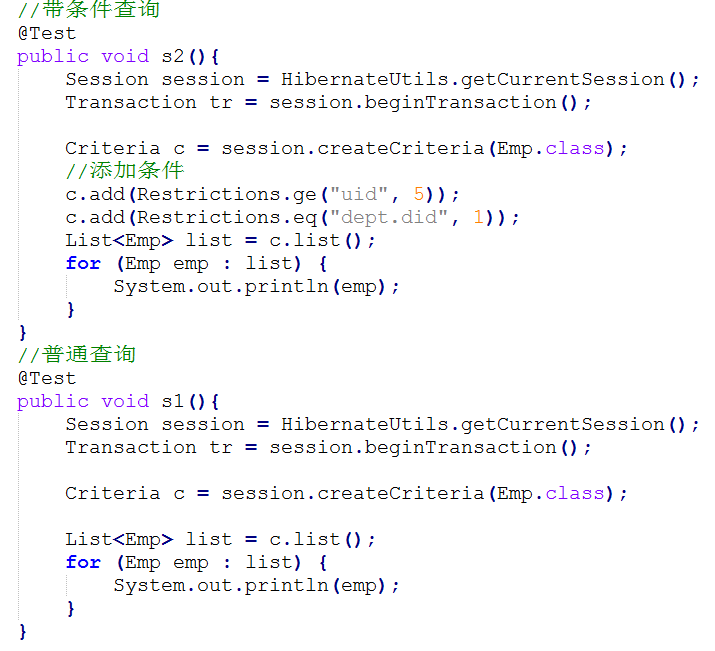 //带条件查询
@Test
public void s2(){
    Session session = HibernateUtils.getCurrentSession();
    Transaction tr = session.beginTransaction();
    Criteria c = session.createCriteria(Emp.class);
    //添加条件
    c.add(Restrictions.ge("uid", 5));
    c.add(Restrictions.eq("dept.did", 1));
    List<Emp> list = c.list();
    for (Emp emp : list) {
        System.out.println(emp);
    }
}
//普通查询
@Test
public void s1(){
    Session session = HibernateUtils.getCurrentSession();
    Transaction tr = session.beginTransaction();
    Criteria c = session.createCriteria(Emp.class);
    List<Emp> list = c.list();
    for (Emp emp : list) {
        System.out.println(emp);
    }
}